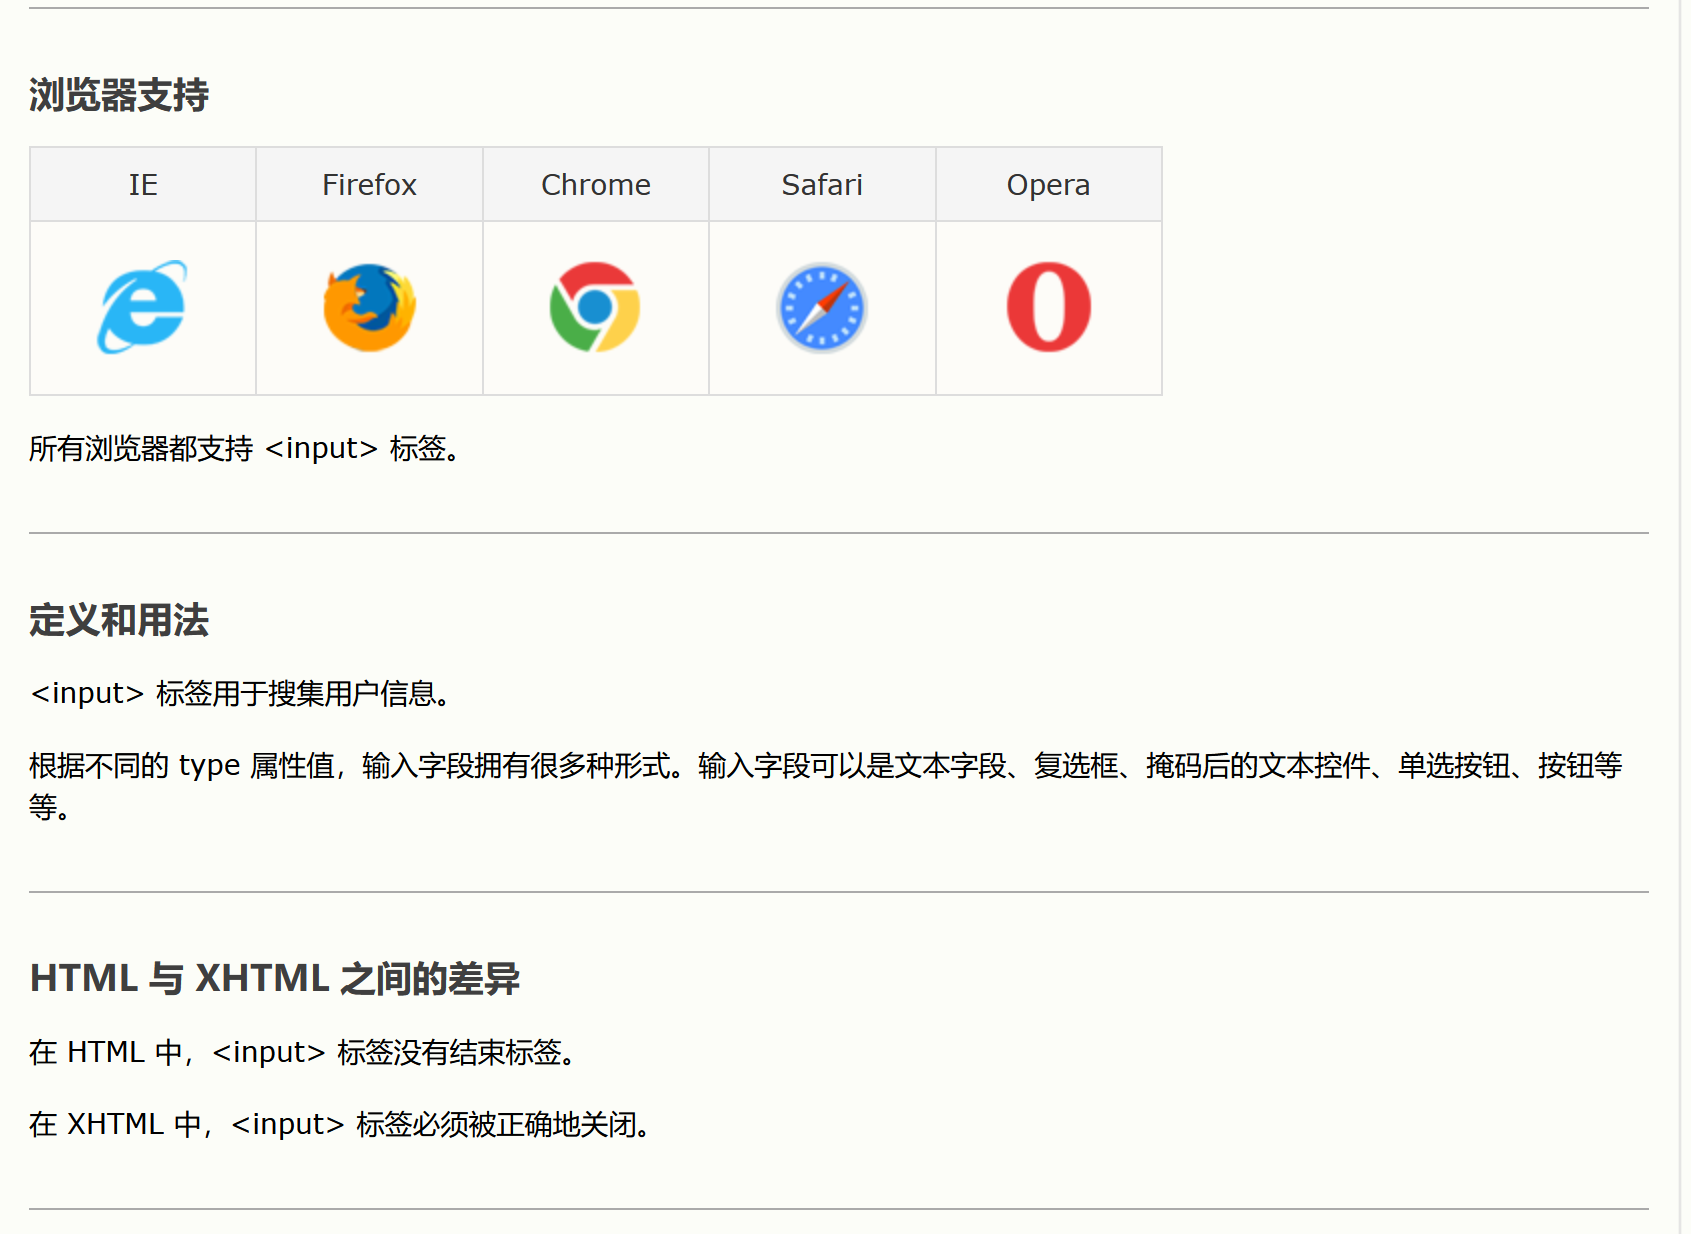 浏览器支持
IE Firefox Chrome Safari Opera
所有浏览器都支持 <input> 标签。
定义和用法
<input> 标签用于搜集用户信息。
根据不同的 type 属性值，输入字段拥有很多种形式。输入字段可以是文本字段、复选框、掩码后的文本控件、单选按钮、按钮等
等。
HTML 与 XHTML 之间的差异
在 HTML 中，<input> 标签没有结束标签。
在 XHTML 中，<input> 标签必须被正确地关闭。